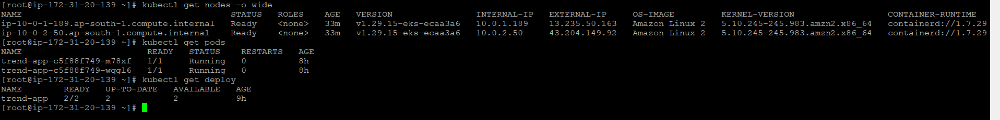 [root@ip-172-31-20-139 ~]# kubectl get nodes -o wide
NAME STATUS ROLES AGE VERSION INTERNAL-IP EXTERNAL-IP OS-IMAGE KERNEL-VERSION CONTAINER-RUNTIME
ip-10-0-1-189.ap-south-1.compute.internal Ready <none> 33m v1.29.15-eks-ecaa3a6 10.0.1.189 13.235.50.163 Amazon Linux 2 5.10.245-245.983.amzn2.x86_64 containerd://1.7.29
ip-10-0-2-50.ap-south-1.compute.internal Ready <none> 33m v1.29.15-eks-ecaa3a6 10.0.2.50 43.204.149.92 Amazon Linux 2 5.10.245-245.983.amzn2.x86_64 containerd://1.7.29
[root@ip-172-31-20-139 ~]# kubectl get pods
NAME READY STATUS RESTARTS AGE
trend-app-c5f88f749-m78xf 1/1 Running 0 8h
trend-app-c5f88f749-wqgl6 1/1 Running 0 8h
[root@ip-172-31-20-139 ~]# kubectl get deploy
NAME READY UP-TO-DATE AVAILABLE AGE
trend-app 2/2 2 2 9h
[root@ip-172-31-20-139 ~]#